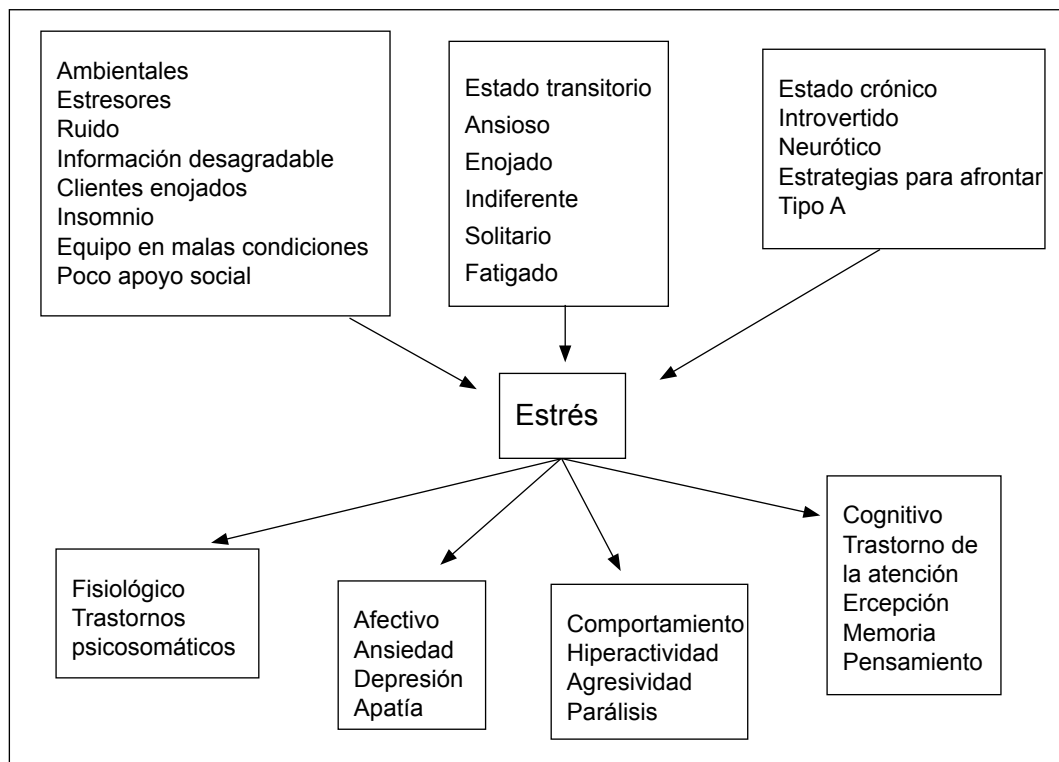 Ambientales
Estresores
Ruido
Información desagradable
Clientes enojados
Insomnio
Equipo en malas condiciones
Poco apoyo social
Estado transitorio
Ansioso
Enojado
Indiferente
Solitario
Fatigado
Estado crónico
Introvertido
Neurótico
Estrategias para afrontar
Tipo A
Estrés
Fisiológico
Trastornos
psicosomáticos
Afectivo
Ansiedad
Depresión
Apatía
Comportamiento
Hiperactividad
Agresividad
Parálisis
Cognitivo
Trastorno de
la atención
Ercepción
Memoria
Pensamiento